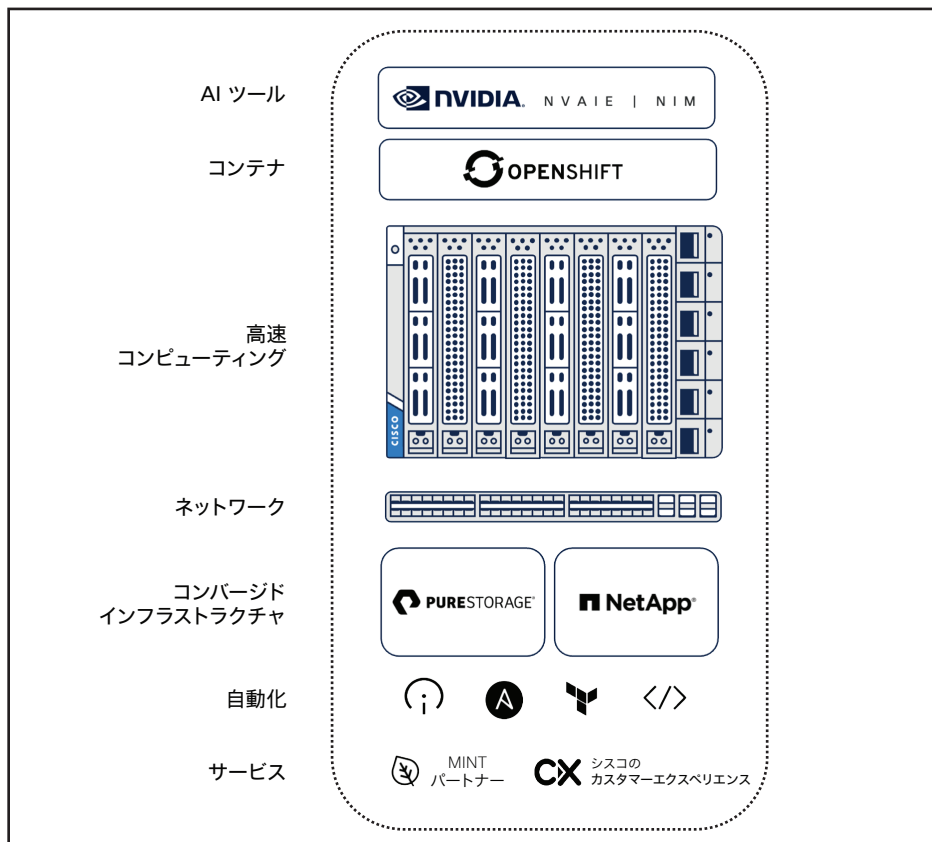 AI ツール
NVIDIA. NVAIE | NIM
コンテナ
OPENSHIFT
高速
コンピューティング
CISCO
ネットワーク
コンバージド
インフラストラクチャ
PURESTORAGE®
NetApp®
自動化
</>
サービス
MINT
パートナー
CX
シスコの
カスタマーエクスペリエンス